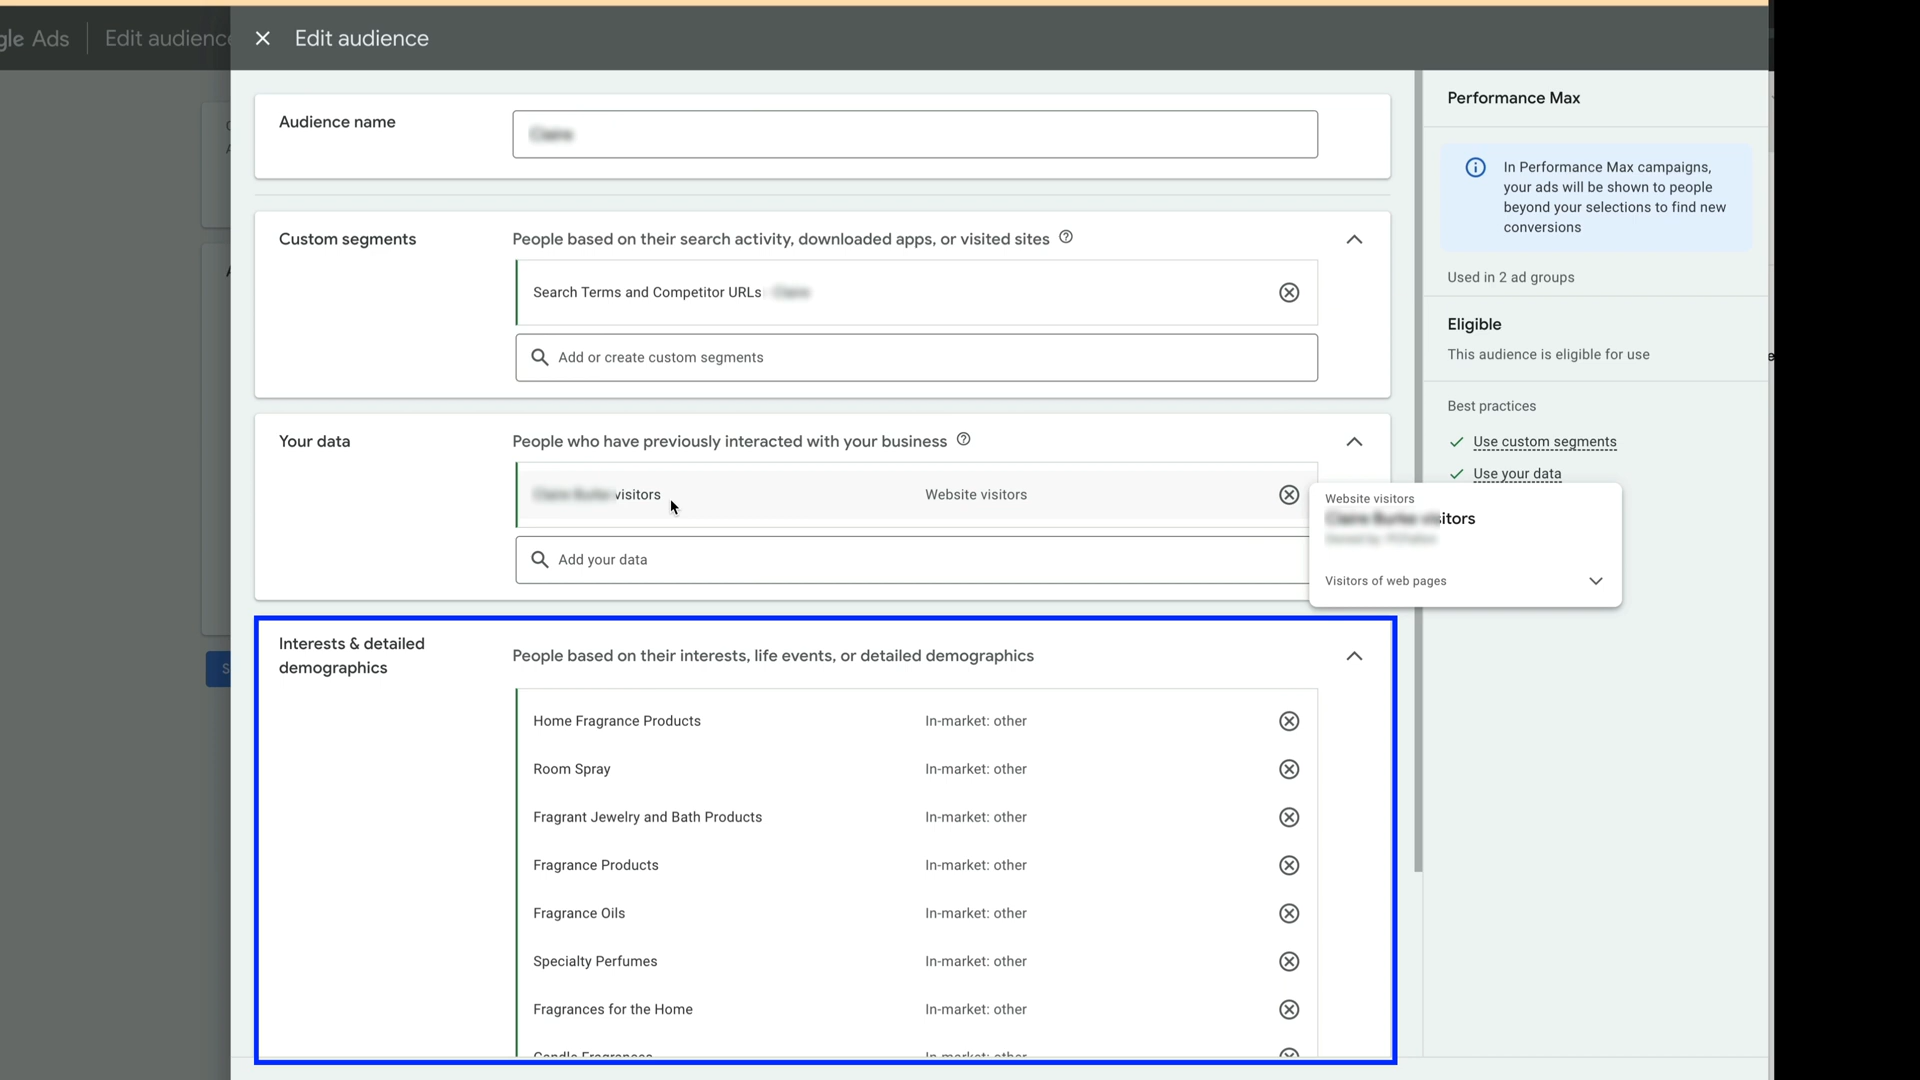 gle Ads
Edit audience
Edit audience
Audience name
Custom segments
People based on their search activity, downloaded apps, or visited sites
Search Terms and Competitor URLs
Add or create custom segments
Your data
People who have previously interacted with your business
visitors
Website visitors
Add your data
Interests & detailed
demographics
People based on their interests, life events, or detailed demographics
Home Fragrance Products
In-market: other
Room Spray
In-market: other
Fragrant Jewelry and Bath Products
In-market: other
Fragrance Products
In-market: other
Fragrance Oils
In-market: other
Specialty Perfumes
In-market: other
Fragrances for the Home
In-market: other
Candle Fragrances
In-market: other
Performance Max
In Performance Max campaigns,
your ads will be shown to people
beyond your selections to find new
conversions
Used in 2 ad groups
Eligible
This audience is eligible for use
Best practices
Use custom segments
Use your data
Website visitors
itors
Visitors of web pages